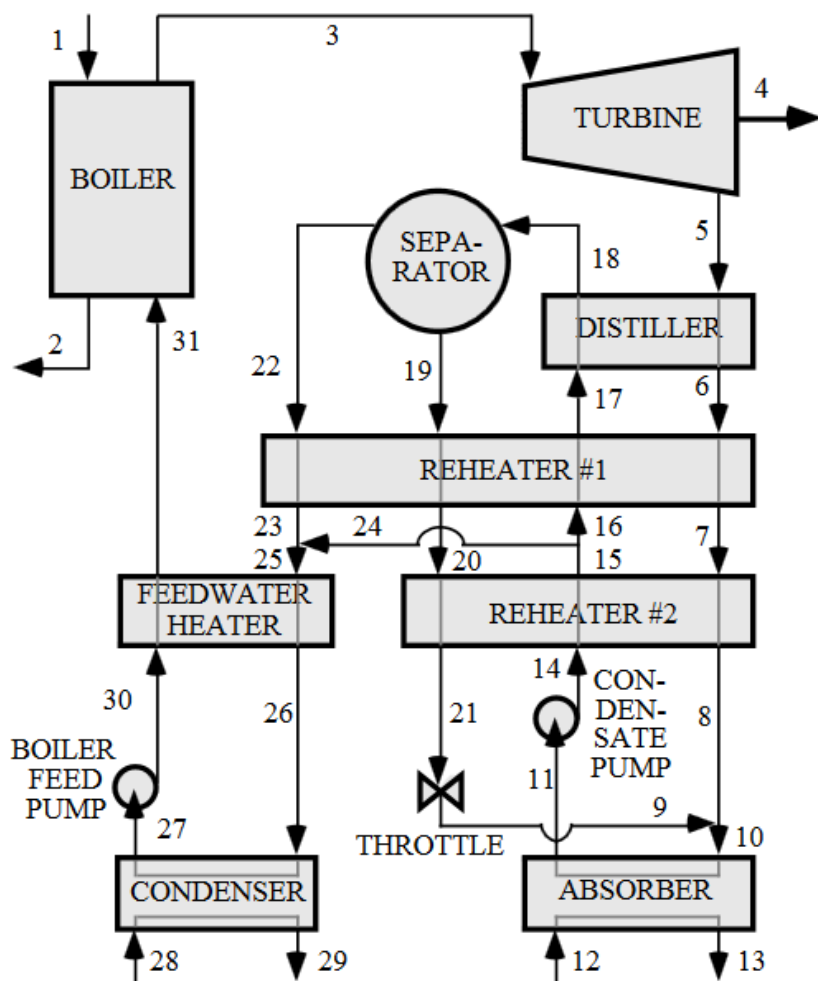 1
3
4
BOILER
TURBINE
SEPA-
RATOR
5
18
DISTILLER
2
31
22
19
17
6
REHEATER #1
23
24
16
7
25
20
15
FEEDWATER
HEATER
REHEATER #2
30
26
21
14
CON-
DEN-
SATE
PUMP
8
BOILER
FEED
PUMP
11
27
THROTTLE
9
10
CONDENSER
ABSORBER
28
29
12
13